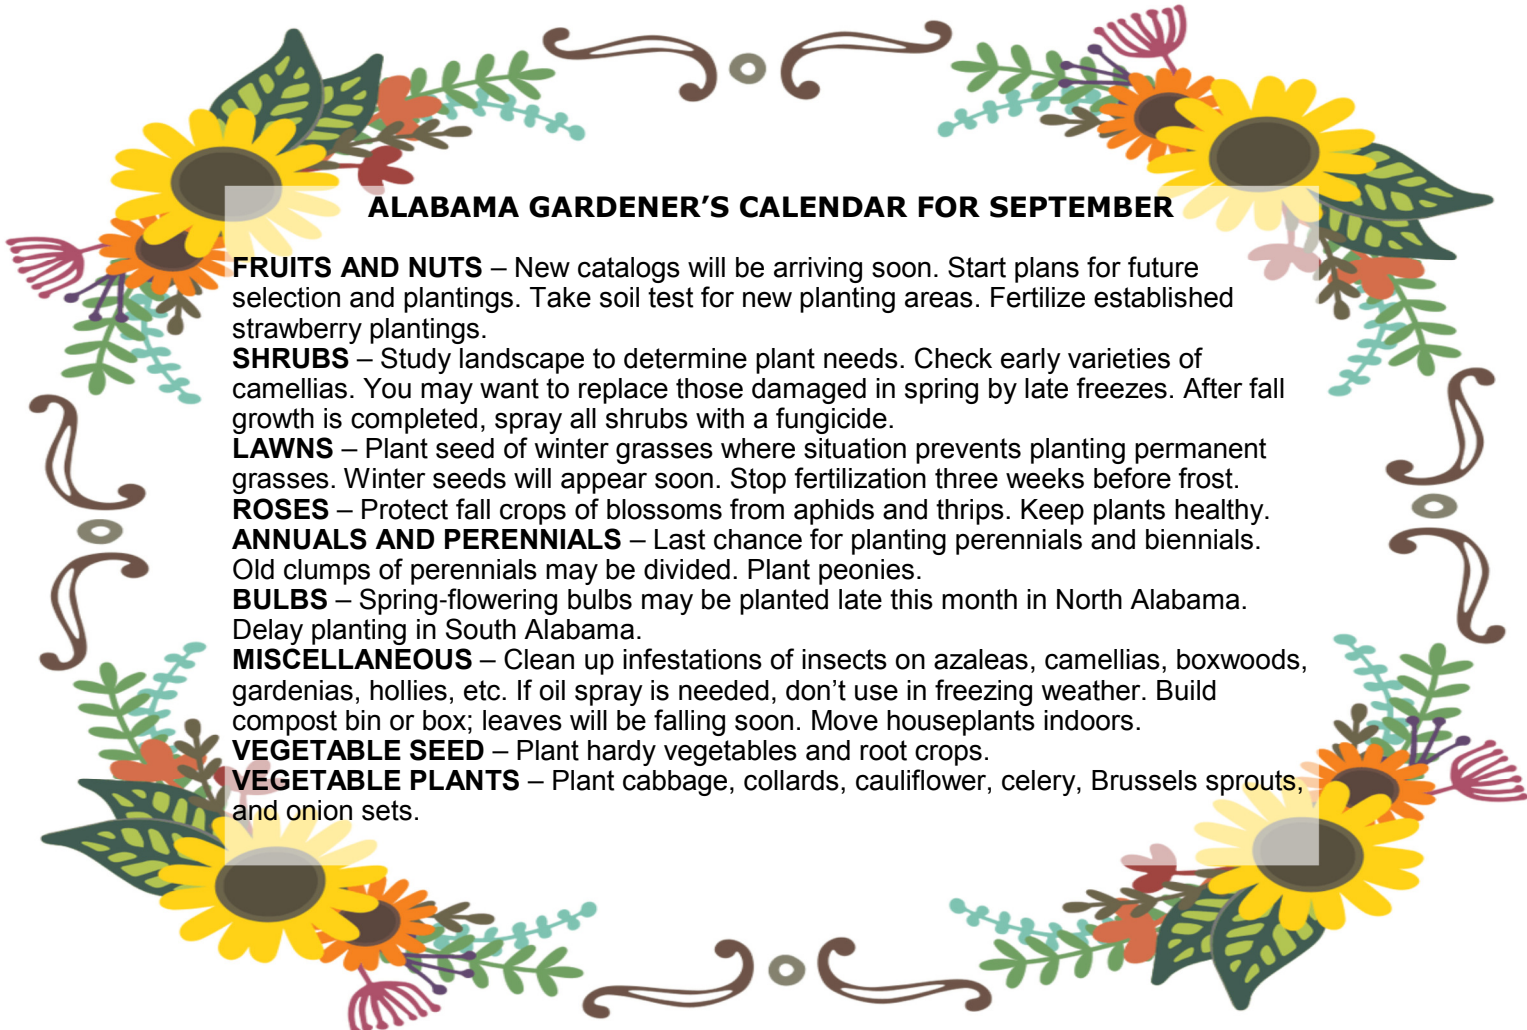 ALABAMA GARDENER’S CALENDAR FOR SEPTEMBER
FRUITS AND NUTS – New catalogs will be arriving soon. Start plans for future
selection and plantings. Take soil test for new planting areas. Fertilize established
strawberry plantings.
SHRUBS – Study landscape to determine plant needs. Check early varieties of
camellias. You may want to replace those damaged in spring by late freezes. After fall
growth is completed, spray all shrubs with a fungicide.
LAWNS – Plant seed of winter grasses where situation prevents planting permanent
grasses. Winter seeds will appear soon. Stop fertilization three weeks before frost.
ROSES – Protect fall crops of blossoms from aphids and thrips. Keep plants healthy.
ANNUALS AND PERENNIALS – Last chance for planting perennials and biennials.
Old clumps of perennials may be divided. Plant peonies.
BULBS – Spring-flowering bulbs may be planted late this month in North Alabama.
Delay planting in South Alabama.
MISCELLANEOUS – Clean up infestations of insects on azaleas, camellias, boxwoods,
gardenias, hollies, etc. If oil spray is needed, don’t use in freezing weather. Build
compost bin or box; leaves will be falling soon. Move houseplants indoors.
VEGETABLE SEED – Plant hardy vegetables and root crops.
VEGETABLE PLANTS – Plant cabbage, collards, cauliflower, celery, Brussels sprouts,
and onion sets.